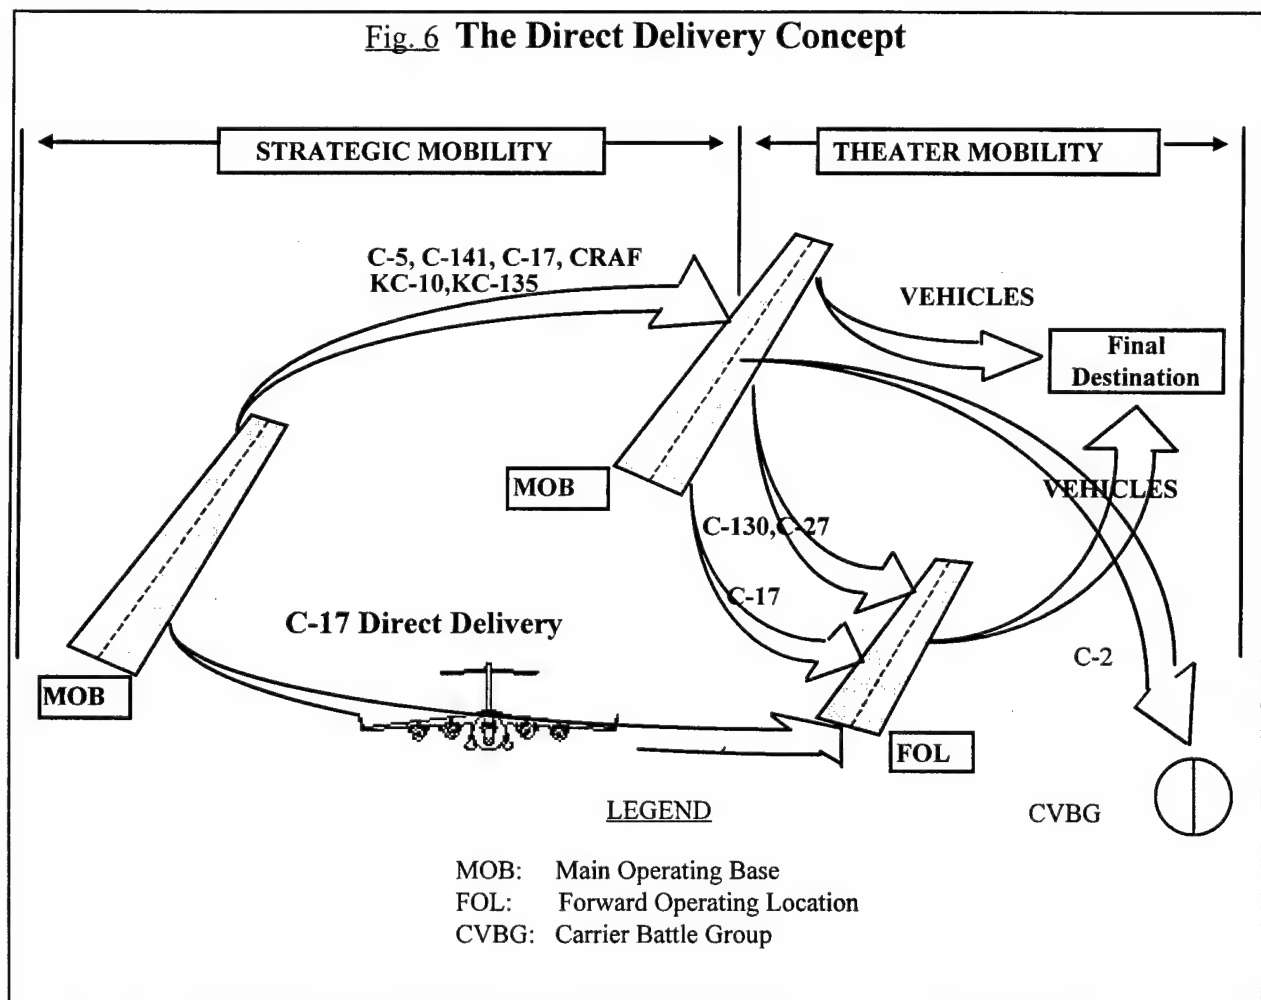 Fig. 6 The Direct Delivery Concept
STRATEGIC MOBILITY
THEATER MOBILITY
C-5, C-141, C-17, CRAF
KC-10,KC-135
VEHICLES
Final
Destination
MOB
VEHICLES
C-130,C-27
C-17
C-17 Direct Delivery
C-2
MOB
FOL
LEGEND
CVBG
MOB: Main Operating Base
FOL: Forward Operating Location
CVBG: Carrier Battle Group